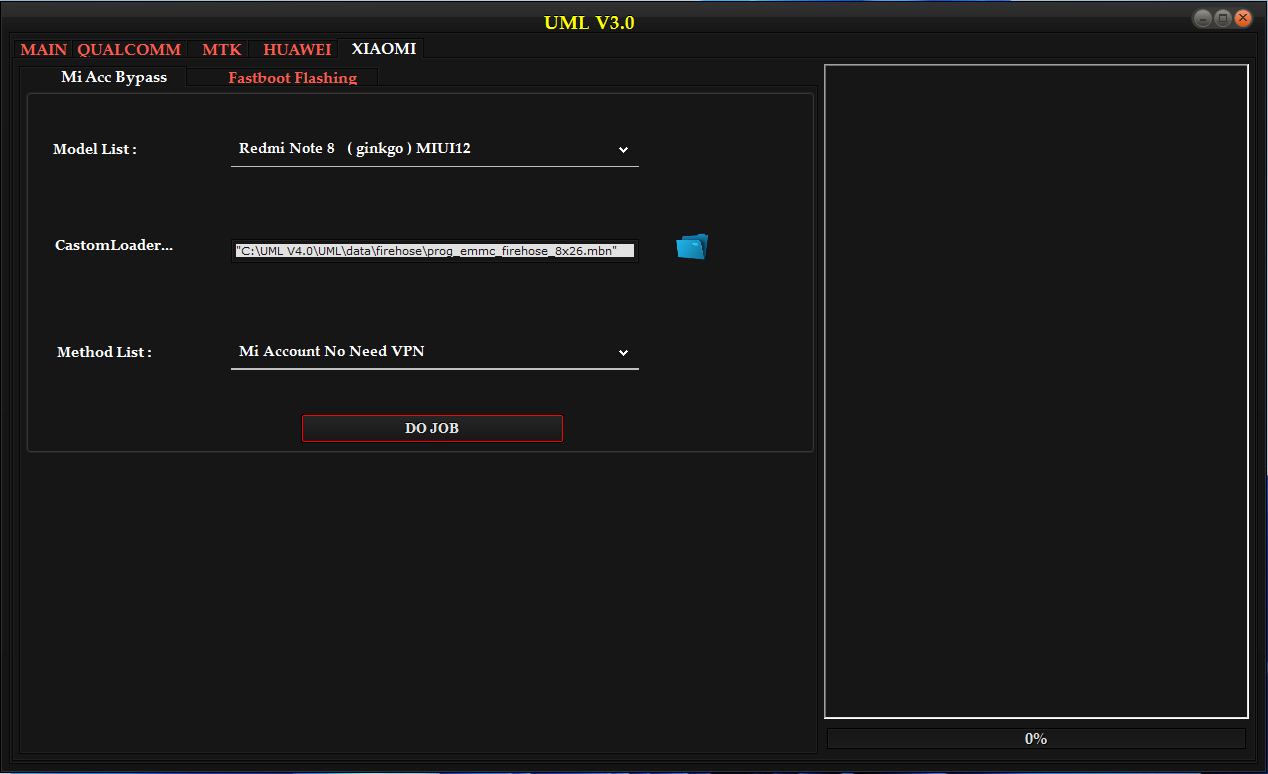 UML V3.0
MAIN QUALCOMM MTK HUAWEI XIAOMI
Mi Acc Bypass Fastboot Flashing
Model List : Redmi Note 8 ( ginkgo ) MIUI12
CastomLoader... "C:\UML V4.0\UML\data\firehose\prog_emmc_firehose_8x26.mbn"
Method List : Mi Account No Need VPN
DO JOB
0%